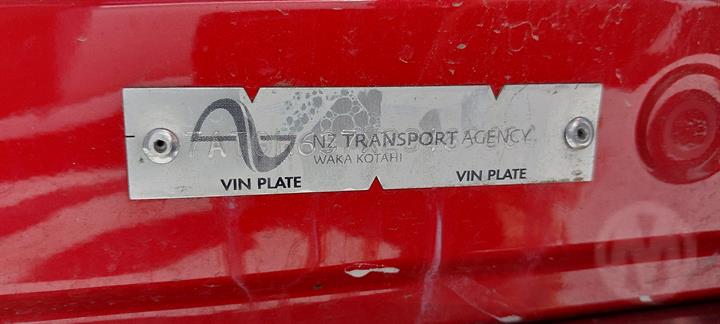 NZ TRANSPORT AGENCY
WAKA KOTAHI
VIN PLATE VIN PLATE
M